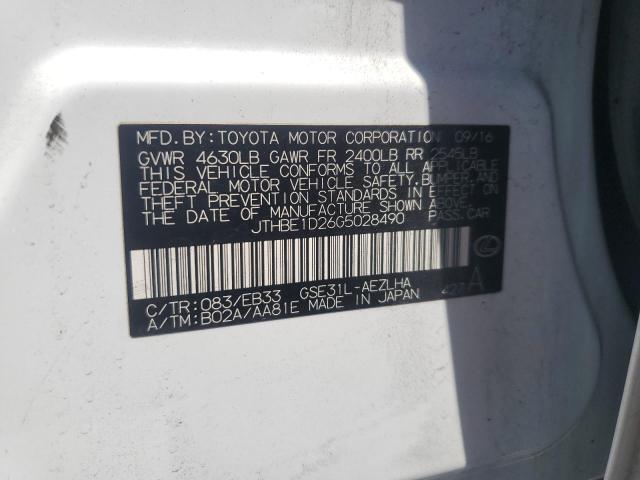 MFD.BY:TOYOTA MOTOR CORPORATION 09/16
GVWR 4630LB GAWR FR 2400LB RR 2545LB
THIS VEHICLE CONFORMS TO ALL APPLICABLE
FEDERAL MOTOR VEHICLE SAFETY,BUMPER,AND
THEFT PREVENTION STANDARDS IN EFFECT ON
THE DATE OF MANUFACTURE SHOWN ABOVE.
JTHBE1D26G5028490 PASS.CAR
C/TR:083/EB33 GSE31L-AEZLHA
A/TM:B02A/AA81E MADE IN JAPAN
A